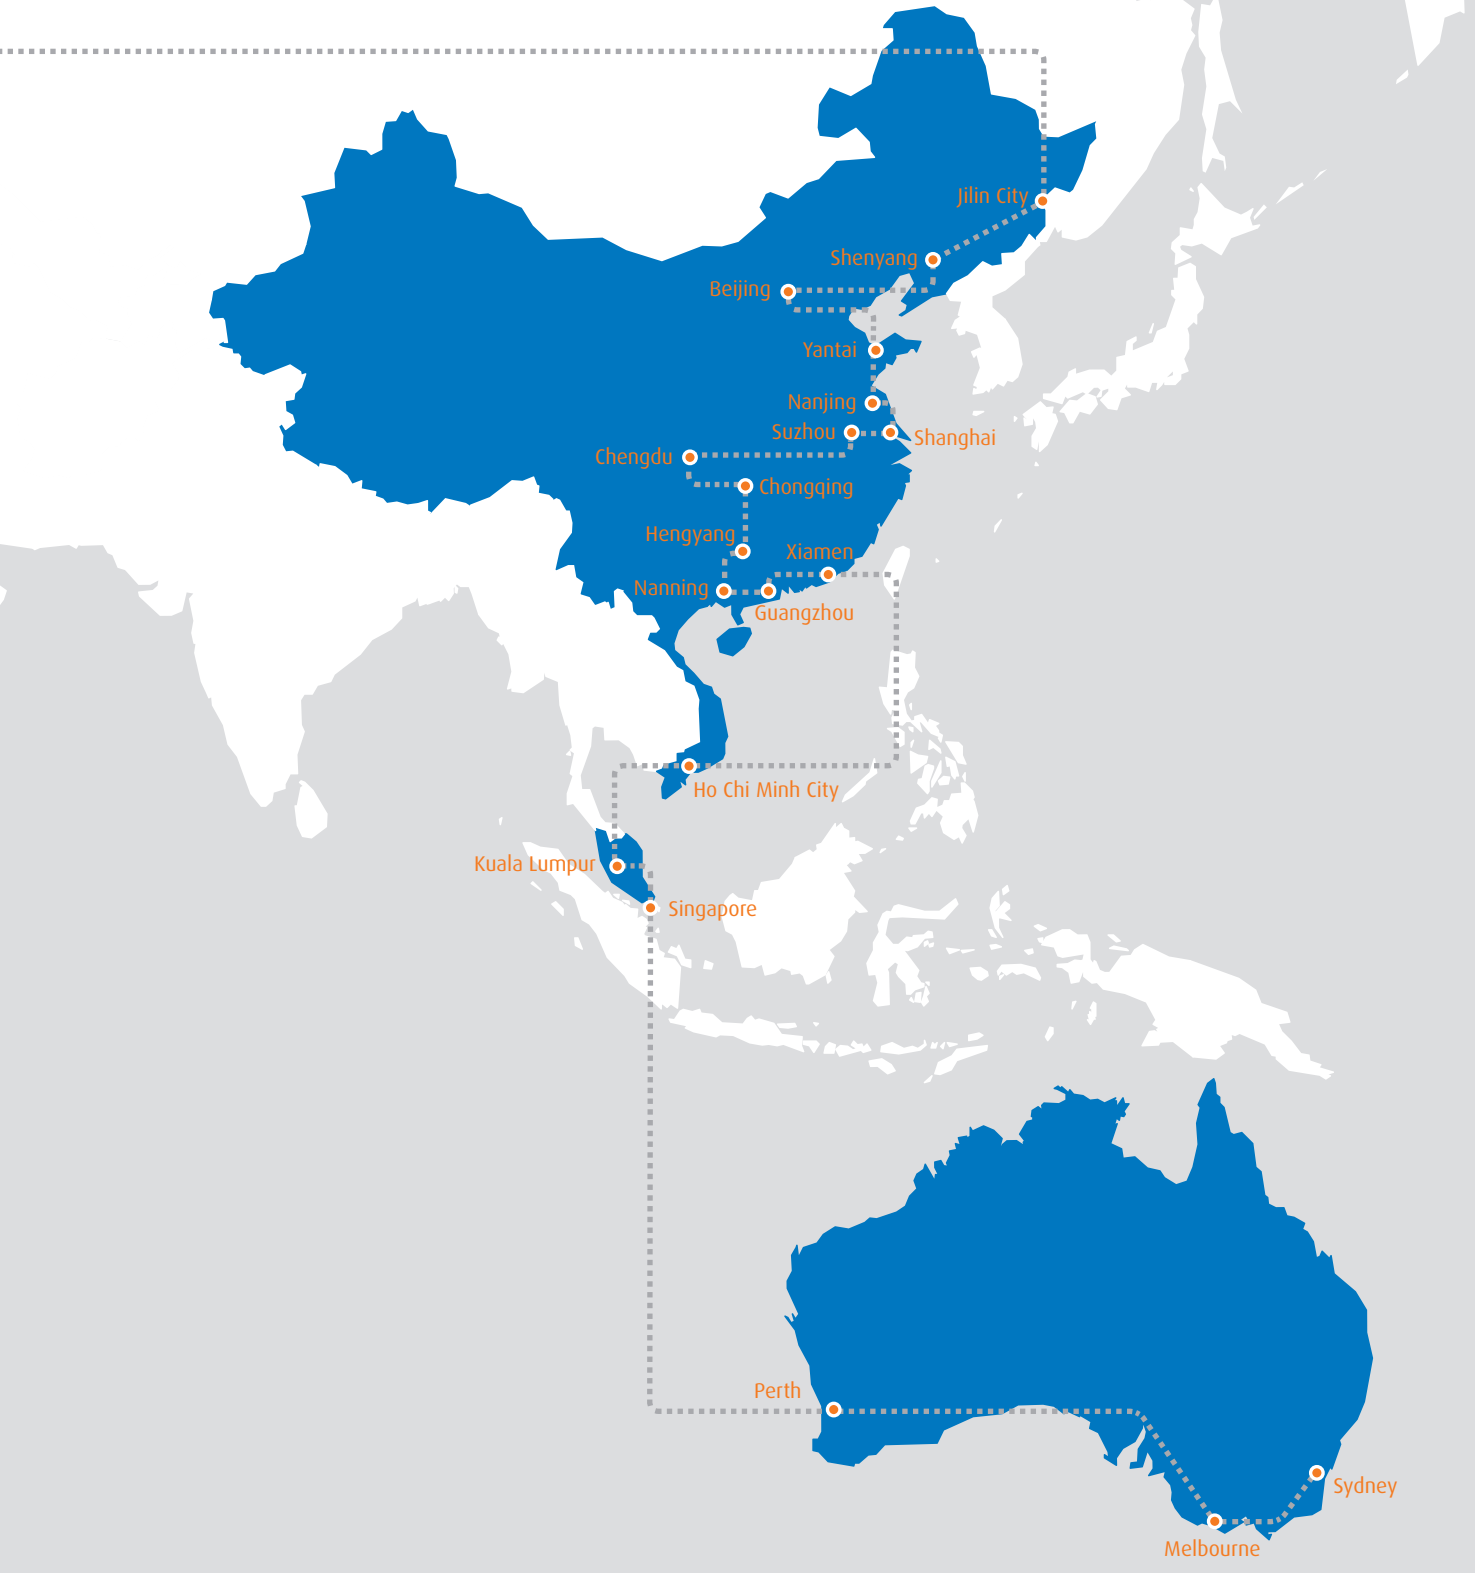 Jilin City
Shenyang
Beijing
Yantai
Nanjing
Suzhou
Shanghai
Chengdu
Chongqing
Hengyang
Xiamen
Nanning
Guangzhou
Ho Chi Minh City
Kuala Lumpur
Singapore
Perth
Sydney
Melbourne